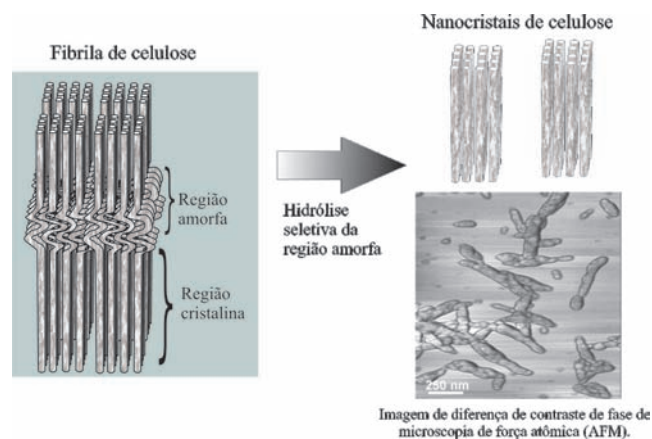 Fibrila de celulose
Região
amorfa
Região
cristalina
Hidrólise
seletiva da
região amorfa
Nanocristais de celulose
250 nm
Imagem de diferença de contraste de fase de
microscopia de força atômica (AFM).